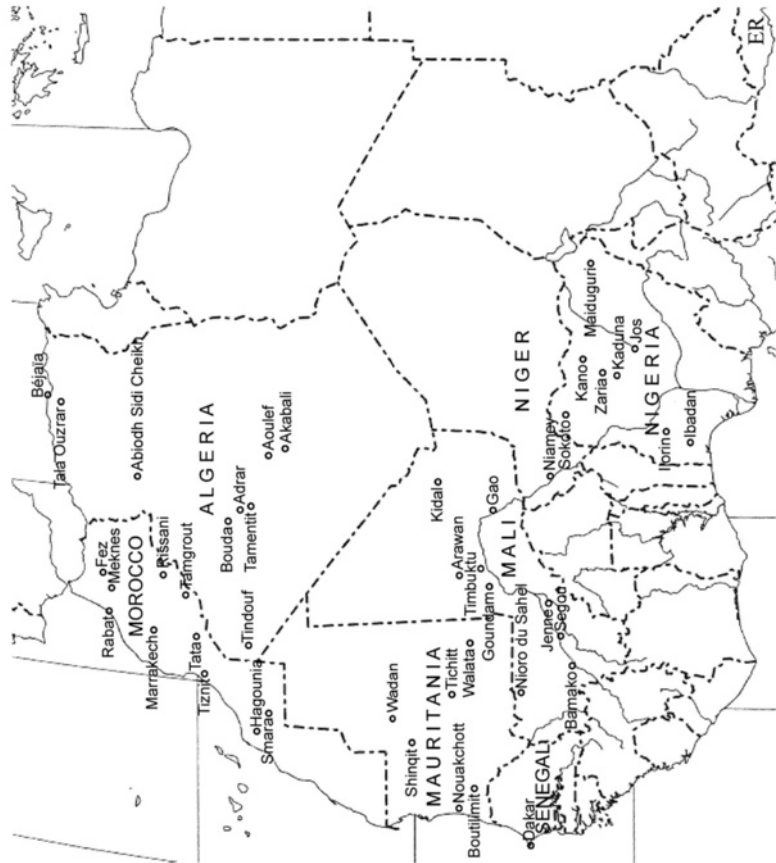 Béjaïa
Tala Ouzrar
Fez
Meknes
Rabat
MOROCCO
Abiodh Sidi Cheikh
Marrakech
Rissani
Tamgrout
Tata
Tiznit
ALGERIA
Bouda
Adrar
Tamentit
Aoulef
Akabali
Tindouf
Hagounia
Smara
Wadan
Shinqit
MAURITANIA
Nouakchott
Boutilimit
Tichitt
Walata
Kidal
Arawan
Timbuktu
Goundam
Gao
MALI
Nioro du Sahel
Jenne
Segou
Bamako
Dakar
SENEGAL
NIGER
Niamey
Sokoto
Kano
Zaria
Kaduna
Jos
Maiduguri
NIGERIA
Ilorin
Ibadan
ER